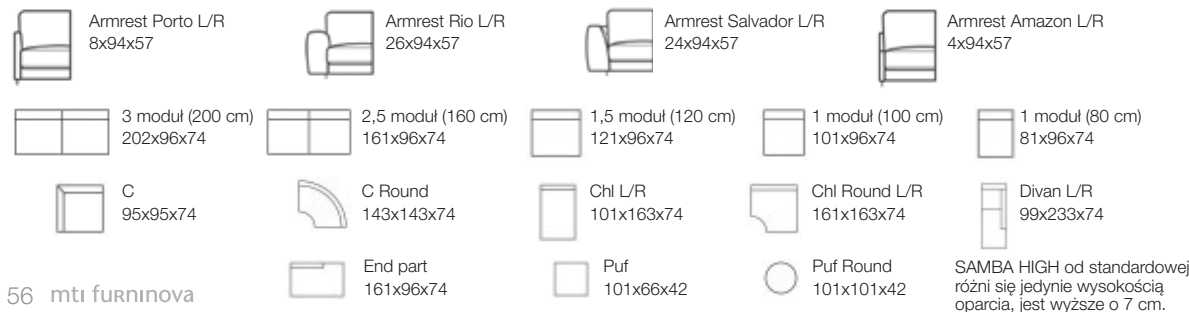 Armrest Porto L/R
8x94x57
Armrest Rio L/R
26x94x57
Armrest Salvador L/R
24x94x57
Armrest Amazon L/R
4x94x57
3 moduł (200 cm)
202x96x74
2,5 moduł (160 cm)
161x96x74
1,5 moduł (120 cm)
121x96x74
1 moduł (100 cm)
101x96x74
1 moduł (80 cm)
81x96x74
C
95x95x74
C Round
143x143x74
Chl L/R
101x163x74
Chl Round L/R
161x163x74
Divan L/R
99x233x74
End part
161x96x74
Puf
101x66x42
Puf Round
101x101x42
SAMBA HIGH od standardowej
różni się jedynie wysokością
oparcia, jest wyższe o 7 cm.
56 mti furninova